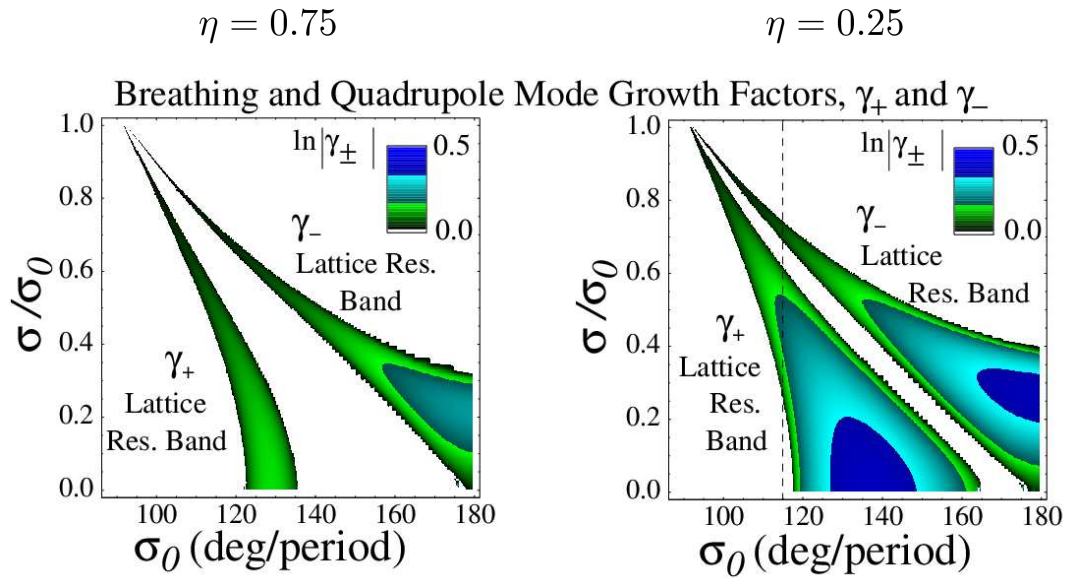 η = 0.75
η = 0.25
Breathing and Quadrupole Mode Growth Factors, γ+ and γ−
1.0
0.8
0.6
0.4
0.2
0.0
σ/σ0
ln|γ± |
0.5
0.0
γ−
Lattice Res.
Band
γ+
Lattice
Res. Band
100 120 140 160 180
σ0 (deg/period)
1.0
0.8
0.6
0.4
0.2
0.0
σ/σ0
ln|γ± |
0.5
0.0
γ−
Lattice
Res. Band
γ+
Lattice
Res.
Band
100 120 140 160 180
σ0 (deg/period)